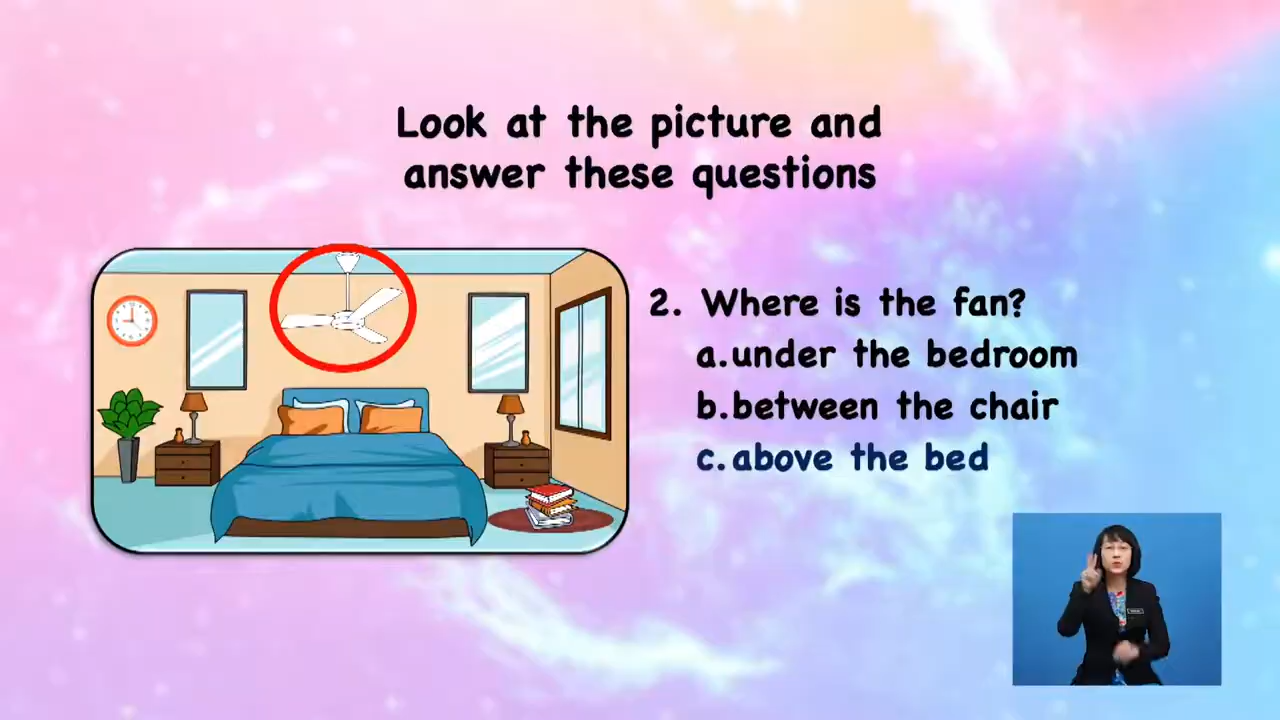 Look at the picture and
answer these questions
2. Where is the fan?
a. under the bedroom
b. between the chair
c. above the bed